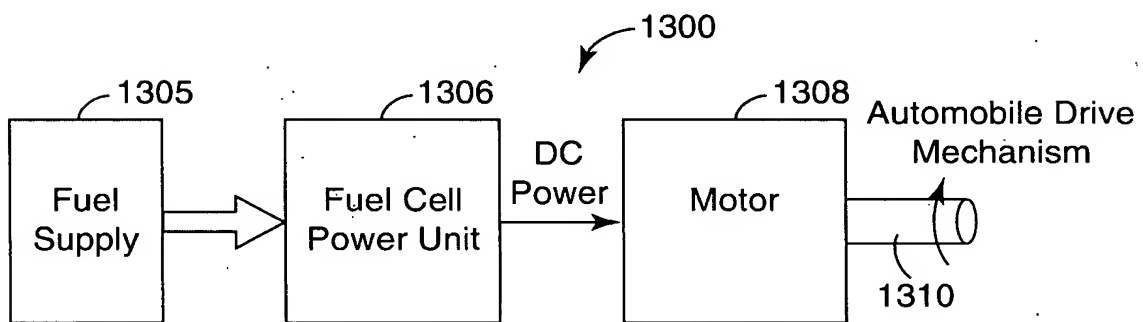 1300
1305
1306
1308
Automobile Drive
Mechanism
Fuel
Supply
Fuel Cell
Power Unit
DC
Power
Motor
1310